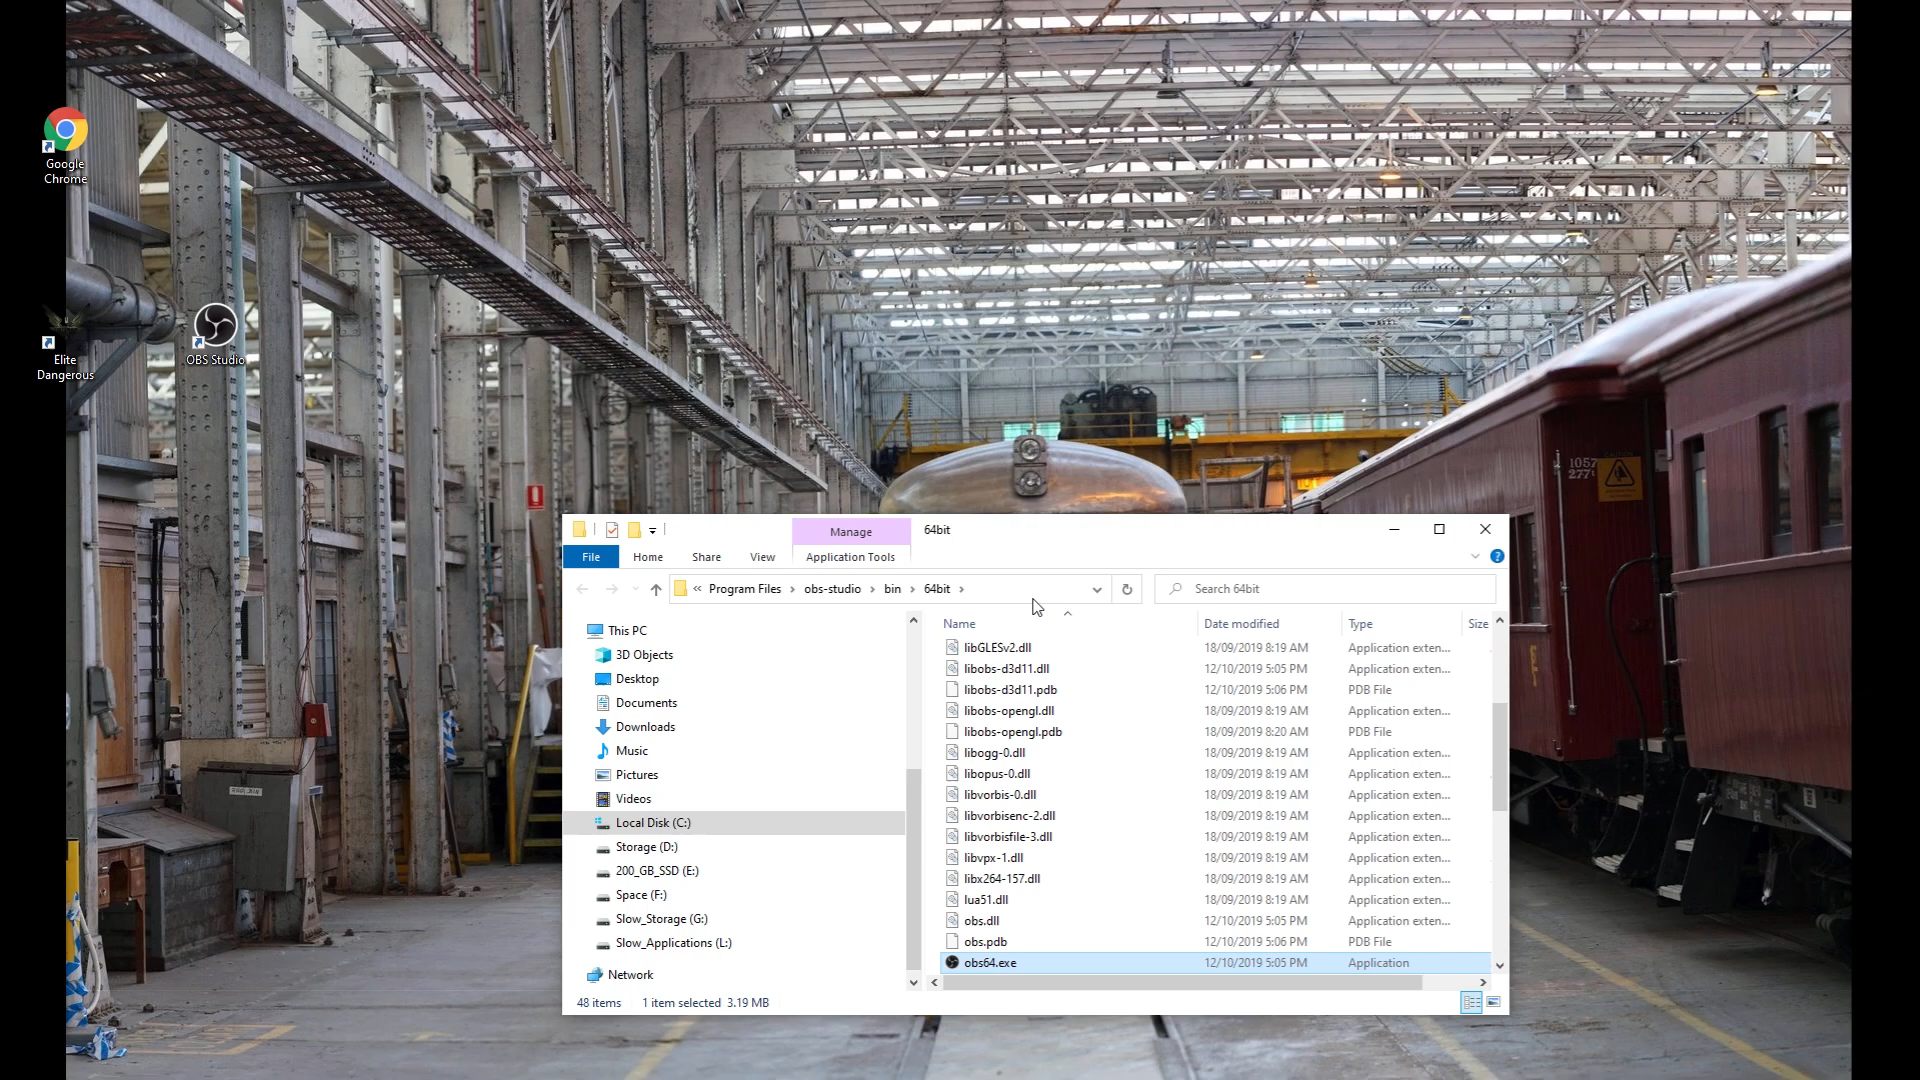 Google
Chrome
Elite
Dangerous
OBS Studio
1057
277
CAUTION
Manage
64bit
File
Home
Share
View
Application Tools
« Program Files > obs-studio > bin > 64bit >
Search 64bit
This PC
3D Objects
Desktop
Documents
Downloads
Music
Pictures
Videos
Local Disk (C:)
Storage (D:)
200_GB_SSD (E:)
Space (F:)
Slow_Storage (G:)
Slow_Applications (L:)
Network
Name Date modified Type Size
libGLESv2.dll 18/09/2019 8:19 AM Application exten...
libobs-d3d11.dll 12/10/2019 5:05 PM Application exten...
libobs-d3d11.pdb 12/10/2019 5:06 PM PDB File
libobs-opengl.dll 18/09/2019 8:19 AM Application exten...
libobs-opengl.pdb 18/09/2019 8:20 AM PDB File
libogg-0.dll 18/09/2019 8:19 AM Application exten...
libopus-0.dll 18/09/2019 8:19 AM Application exten...
libvorbis-0.dll 18/09/2019 8:19 AM Application exten...
libvorbisenc-2.dll 18/09/2019 8:19 AM Application exten...
libvorbisfile-3.dll 18/09/2019 8:19 AM Application exten...
libvpx-1.dll 18/09/2019 8:19 AM Application exten...
libx264-157.dll 18/09/2019 8:19 AM Application exten...
lua51.dll 18/09/2019 8:19 AM Application exten...
obs.dll 12/10/2019 5:05 PM Application exten...
obs.pdb 12/10/2019 5:06 PM PDB File
obs64.exe 12/10/2019 5:05 PM Application
48 items 1 item selected 3.19 MB